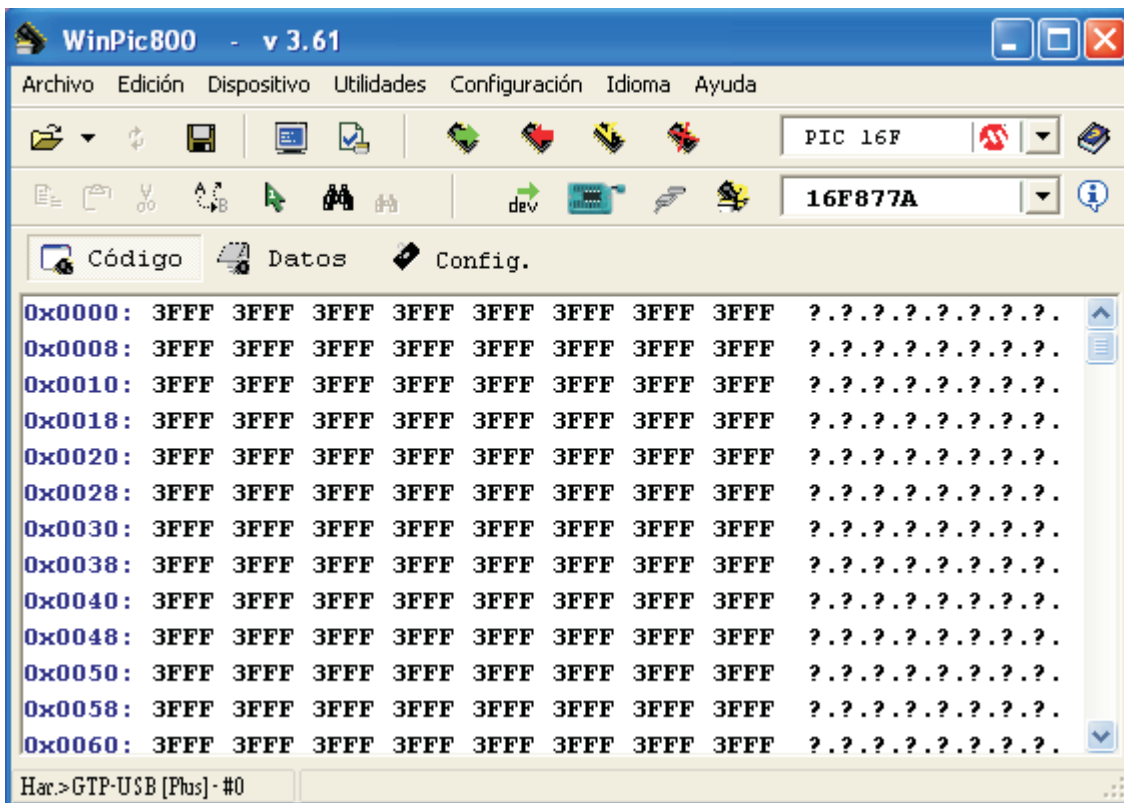 WinPic800 - v 3.61
Archivo Edición Dispositivo Utilidades Configuración Idioma Ayuda
PIC 16F
A B dev 16F877A
Código Datos Config.
0x0000: 3FFF 3FFF 3FFF 3FFF 3FFF 3FFF 3FFF 3FFF ?.?.?.?.?.?.?.?.
0x0008: 3FFF 3FFF 3FFF 3FFF 3FFF 3FFF 3FFF 3FFF ?.?.?.?.?.?.?.?.
0x0010: 3FFF 3FFF 3FFF 3FFF 3FFF 3FFF 3FFF 3FFF ?.?.?.?.?.?.?.?.
0x0018: 3FFF 3FFF 3FFF 3FFF 3FFF 3FFF 3FFF 3FFF ?.?.?.?.?.?.?.?.
0x0020: 3FFF 3FFF 3FFF 3FFF 3FFF 3FFF 3FFF 3FFF ?.?.?.?.?.?.?.?.
0x0028: 3FFF 3FFF 3FFF 3FFF 3FFF 3FFF 3FFF 3FFF ?.?.?.?.?.?.?.?.
0x0030: 3FFF 3FFF 3FFF 3FFF 3FFF 3FFF 3FFF 3FFF ?.?.?.?.?.?.?.?.
0x0038: 3FFF 3FFF 3FFF 3FFF 3FFF 3FFF 3FFF 3FFF ?.?.?.?.?.?.?.?.
0x0040: 3FFF 3FFF 3FFF 3FFF 3FFF 3FFF 3FFF 3FFF ?.?.?.?.?.?.?.?.
0x0048: 3FFF 3FFF 3FFF 3FFF 3FFF 3FFF 3FFF 3FFF ?.?.?.?.?.?.?.?.
0x0050: 3FFF 3FFF 3FFF 3FFF 3FFF 3FFF 3FFF 3FFF ?.?.?.?.?.?.?.?.
0x0058: 3FFF 3FFF 3FFF 3FFF 3FFF 3FFF 3FFF 3FFF ?.?.?.?.?.?.?.?.
0x0060: 3FFF 3FFF 3FFF 3FFF 3FFF 3FFF 3FFF 3FFF ?.?.?.?.?.?.?.?.
Har.>GTP-USB [Plus] - #0